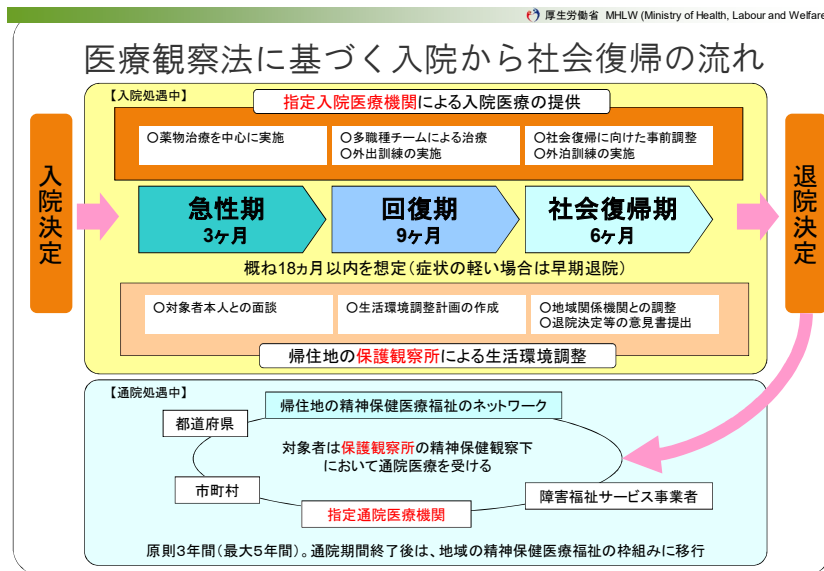 厚生労働省 MHLW (Ministry of Health, Labour and Welfare
医療観察法に基づく入院から社会復帰の流れ
【入院処遇中】
指定入院医療機関による入院医療の提供
入院決定
○薬物治療を中心に実施
○多職種チームによる治療
○外出訓練の実施
○社会復帰に向けた事前調整
○外泊訓練の実施
退院決定
急性期
3ヶ月
回復期
9ヶ月
社会復帰期
6ヶ月
概ね18ヵ月以内を想定(症状の軽い場合は早期退院)
○対象者本人との面談
○生活環境調整計画の作成
○地域関係機関との調整
○退院決定等の意見書提出
帰住地の保護観察所による生活環境調整
【通院処遇中】
帰住地の精神保健医療福祉のネットワーク
都道府県
対象者は保護観察所の精神保健観察下
において通院医療を受ける
市町村
障害福祉サービス事業者
指定通院医療機関
原則3年間(最大5年間)。通院期間終了後は、地域の精神保健医療福祉の枠組みに移行